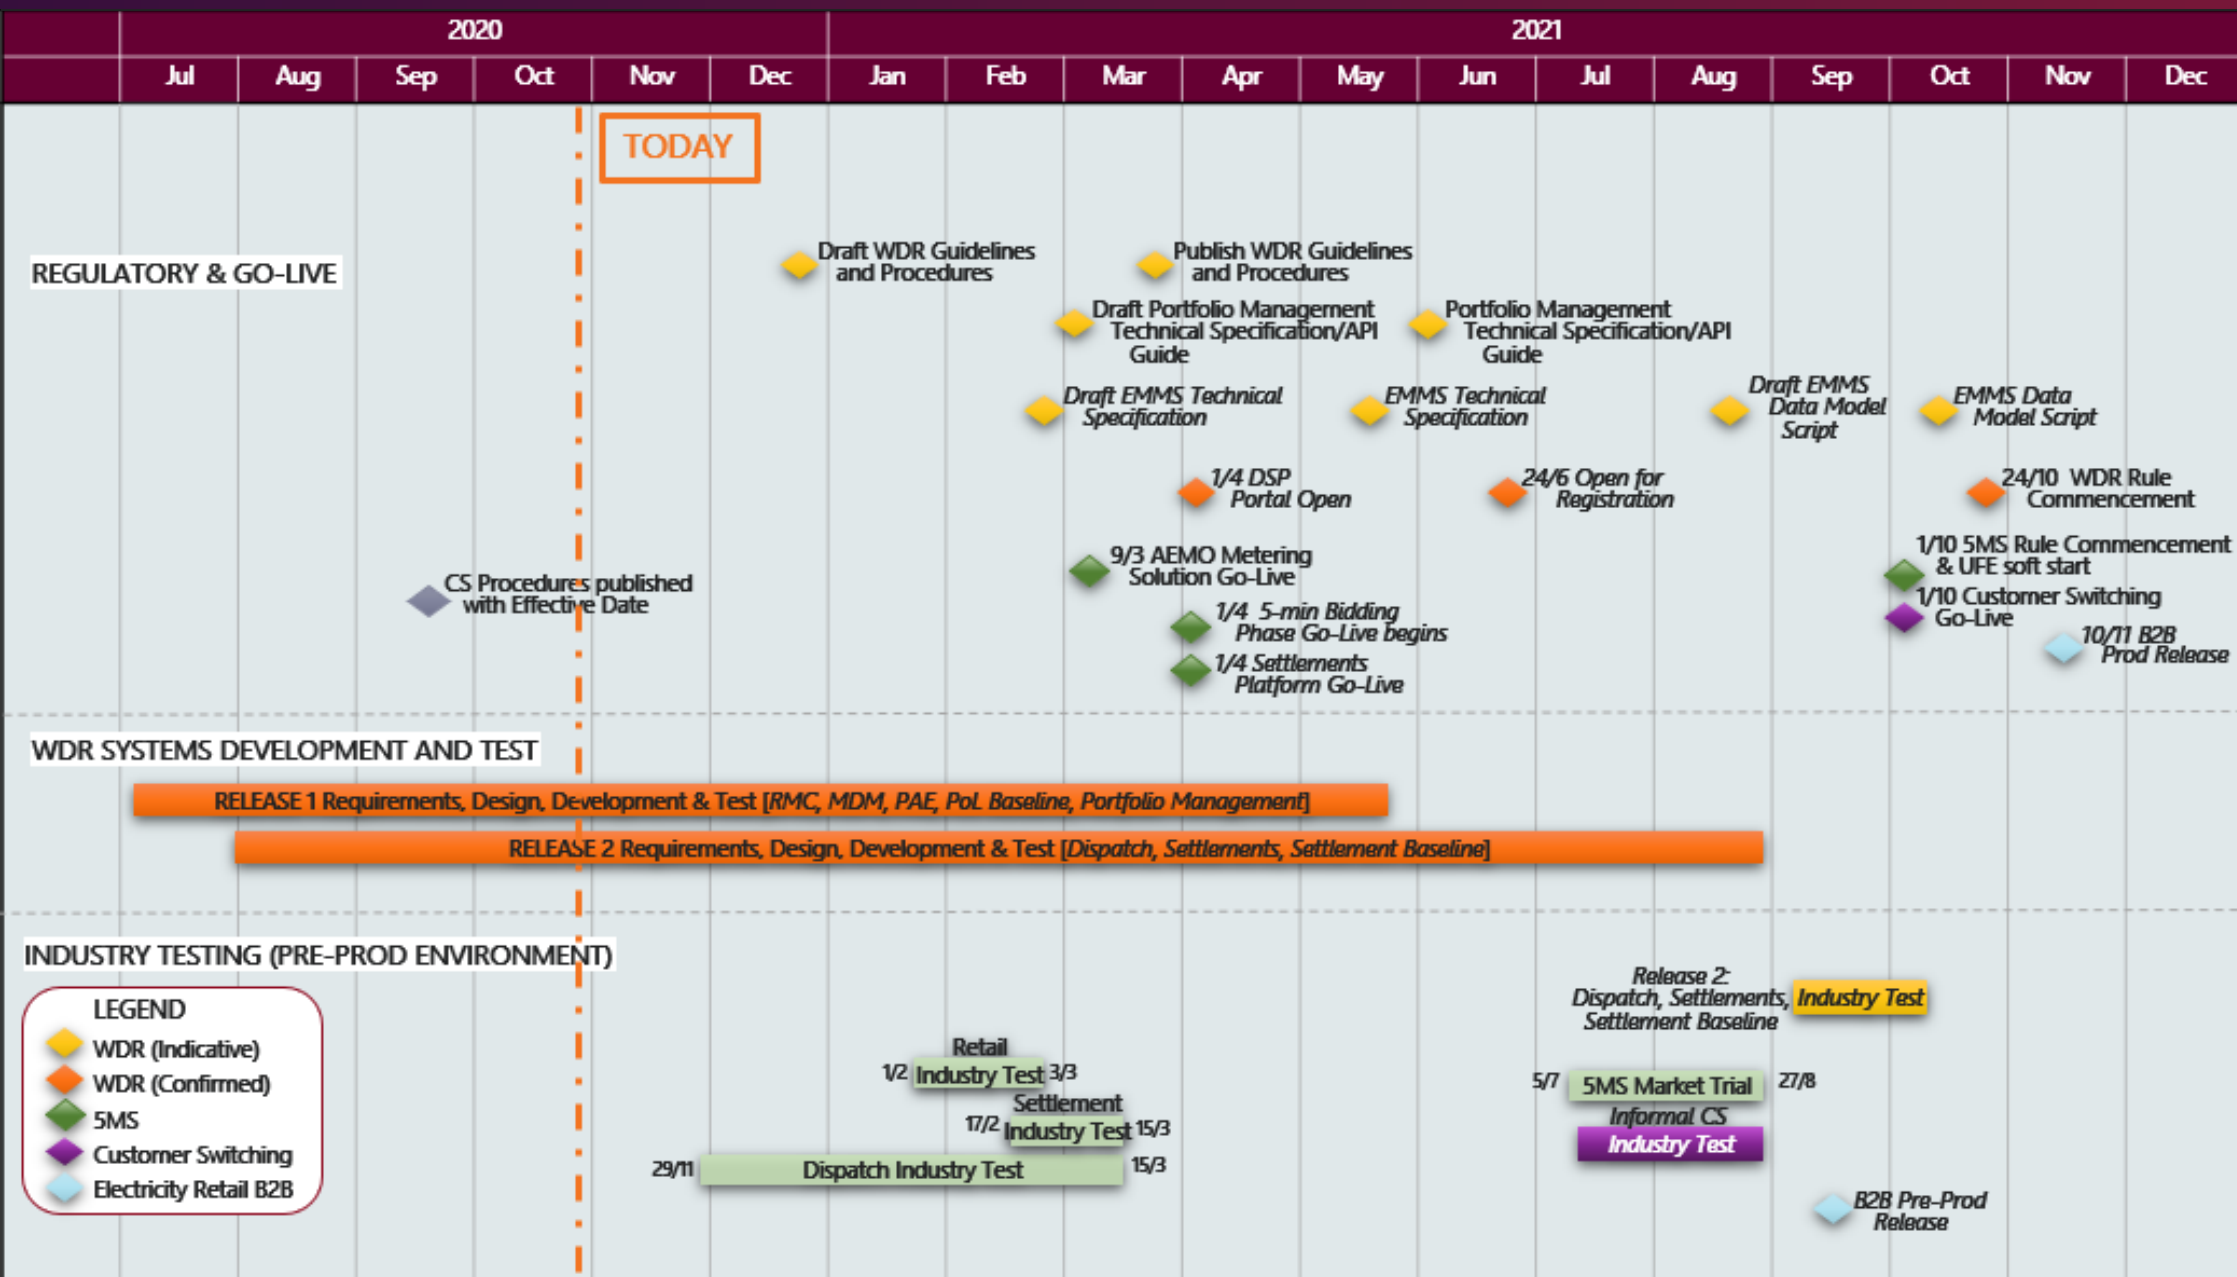 2020
2021
Jul
Aug
Sep
Oct
Nov
Dec
Jan
Feb
Mar
Apr
May
Jun
Jul
Aug
Sep
Oct
Nov
Dec
TODAY
REGULATORY & GO-LIVE
Draft WDR Guidelines
and Procedures
Publish WDR Guidelines
and Procedures
Draft Portfolio Management
Technical Specification/API
Guide
Portfolio Management
Technical Specification/API
Guide
Draft EMMS Technical
Specification
EMMS Technical
Specification
Draft EMMS
Data Model
Script
EMMS Data
Model Script
1/4 DSP
Portal Open
24/6 Open for
Registration
24/10 WDR Rule
Commencement
9/3 AEMO Metering
Solution Go-Live
1/10 5MS Rule Commencement
& UFE soft start
CS Procedures published
with Effective Date
1/4 5-min Bidding
Phase Go-Live begins
1/10 Customer Switching
Go-Live
1/4 Settlements
Platform Go-Live
10/11 B2B
Prod Release
WDR SYSTEMS DEVELOPMENT AND TEST
RELEASE 1 Requirements, Design, Development & Test [RMC, MDM, PAE, PoL Baseline, Portfolio Management]
RELEASE 2 Requirements, Design, Development & Test [Dispatch, Settlements, Settlement Baseline]
INDUSTRY TESTING (PRE-PROD ENVIRONMENT)
Release 2:
Dispatch, Settlements,
Settlement Baseline
Industry Test
Retail
1/2 Industry Test 3/3
Settlement
17/2 Industry Test 15/3
29/11 Dispatch Industry Test 15/3
5/7 5MS Market Trial 27/8
Informal CS
Industry Test
B2B Pre-Prod
Release
LEGEND
WDR (Indicative)
WDR (Confirmed)
5MS
Customer Switching
Electricity Retail B2B